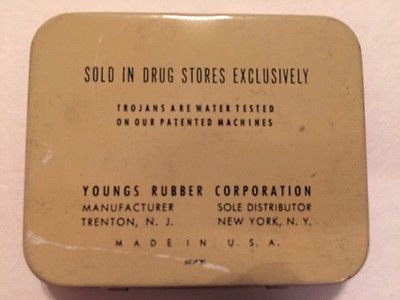 SOLD IN DRUG STORES EXCLUSIVELY
TROJANS ARE WATER TESTED
ON OUR PATENTED MACHINES
YOUNGS RUBBER CORPORATION
MANUFACTURER SOLE DISTRIBUTOR
TRENTON, N. J. NEW YORK, N. Y.
MADE IN U.S.A.